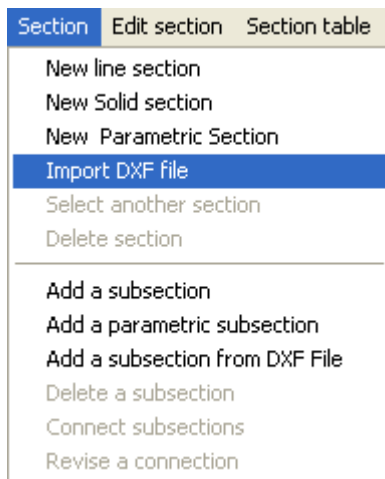 Section Edit section Section table
New line section
New Solid section
New Parametric Section
Import DXF file
Select another section
Delete section
Add a subsection
Add a parametric subsection
Add a subsection from DXF File
Delete a subsection
Connect subsections
Revise a connection